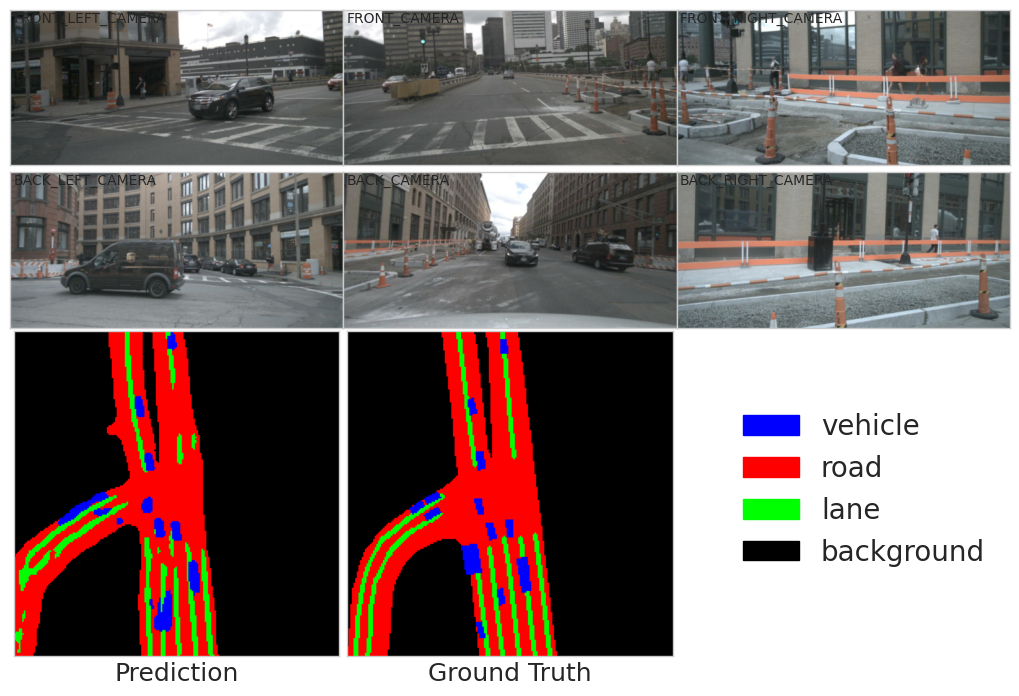 FRONT_LEFT_CAMERA
FRONT_CAMERA
FRONT_RIGHT_CAMERA
BACK_LEFT_CAMERA
BACK_CAMERA
BACK_RIGHT_CAMERA
vehicle
road
lane
background
Prediction
Ground Truth